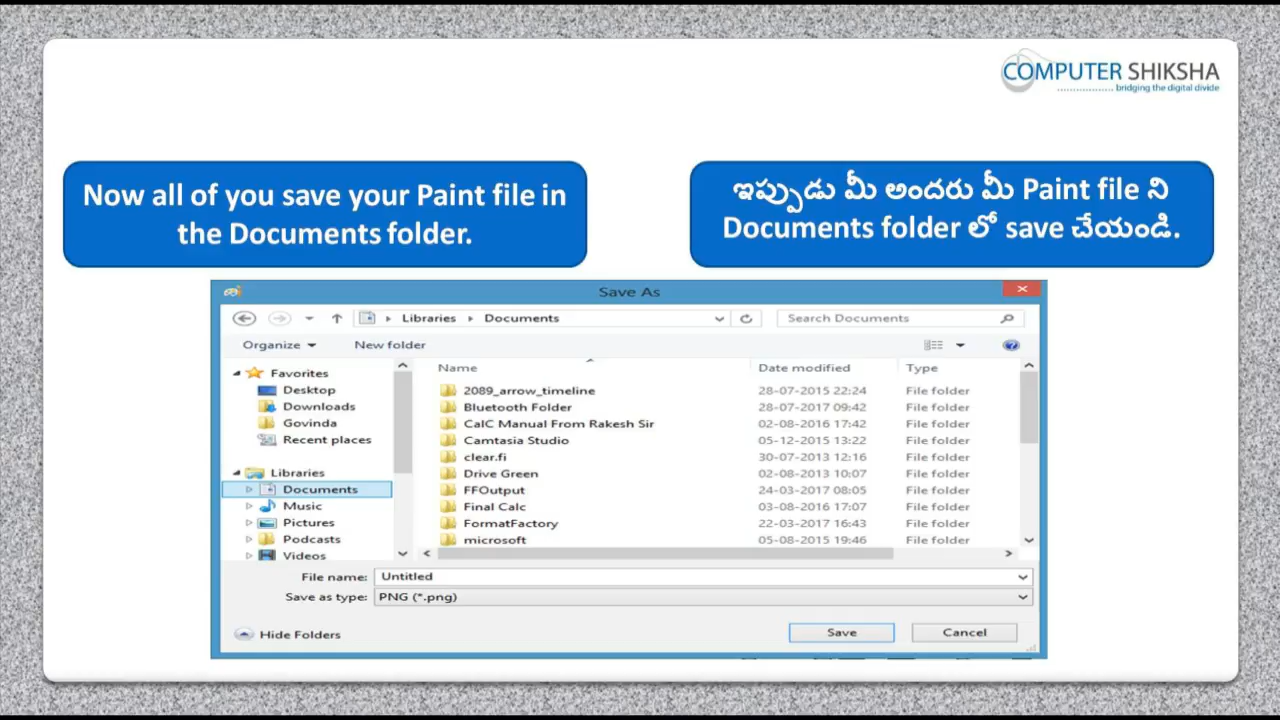 COMPUTER SHIKSHA
bridging the digital divide
Now all of you save your Paint file in
the Documents folder.
ఇప్పుడు మీ అందరు మీ Paint file ని
Documents folder లో save చేయండి.
Save As
Libraries Documents
Search Documents
Organize
New folder
Name Date modified Type
Favorites
Desktop
Downloads
Govinda
Recent places
Libraries
Documents
Music
Pictures
Podcasts
Videos
2089_arrow_timeline 28-07-2015 22:24 File folder
Bluetooth Folder 28-07-2017 09:42 File folder
CalC Manual From Rakesh Sir 02-08-2016 17:42 File folder
Camtasia Studio 05-12-2015 13:22 File folder
clear.fi 30-07-2013 12:16 File folder
Drive Green 02-08-2013 10:07 File folder
FFOutput 24-03-2017 08:05 File folder
Final Calc 03-08-2016 17:07 File folder
FormatFactory 22-03-2017 16:43 File folder
microsoft 05-08-2015 19:46 File folder
File name: Untitled
Save as type: PNG (*.png)
Hide Folders
Save
Cancel